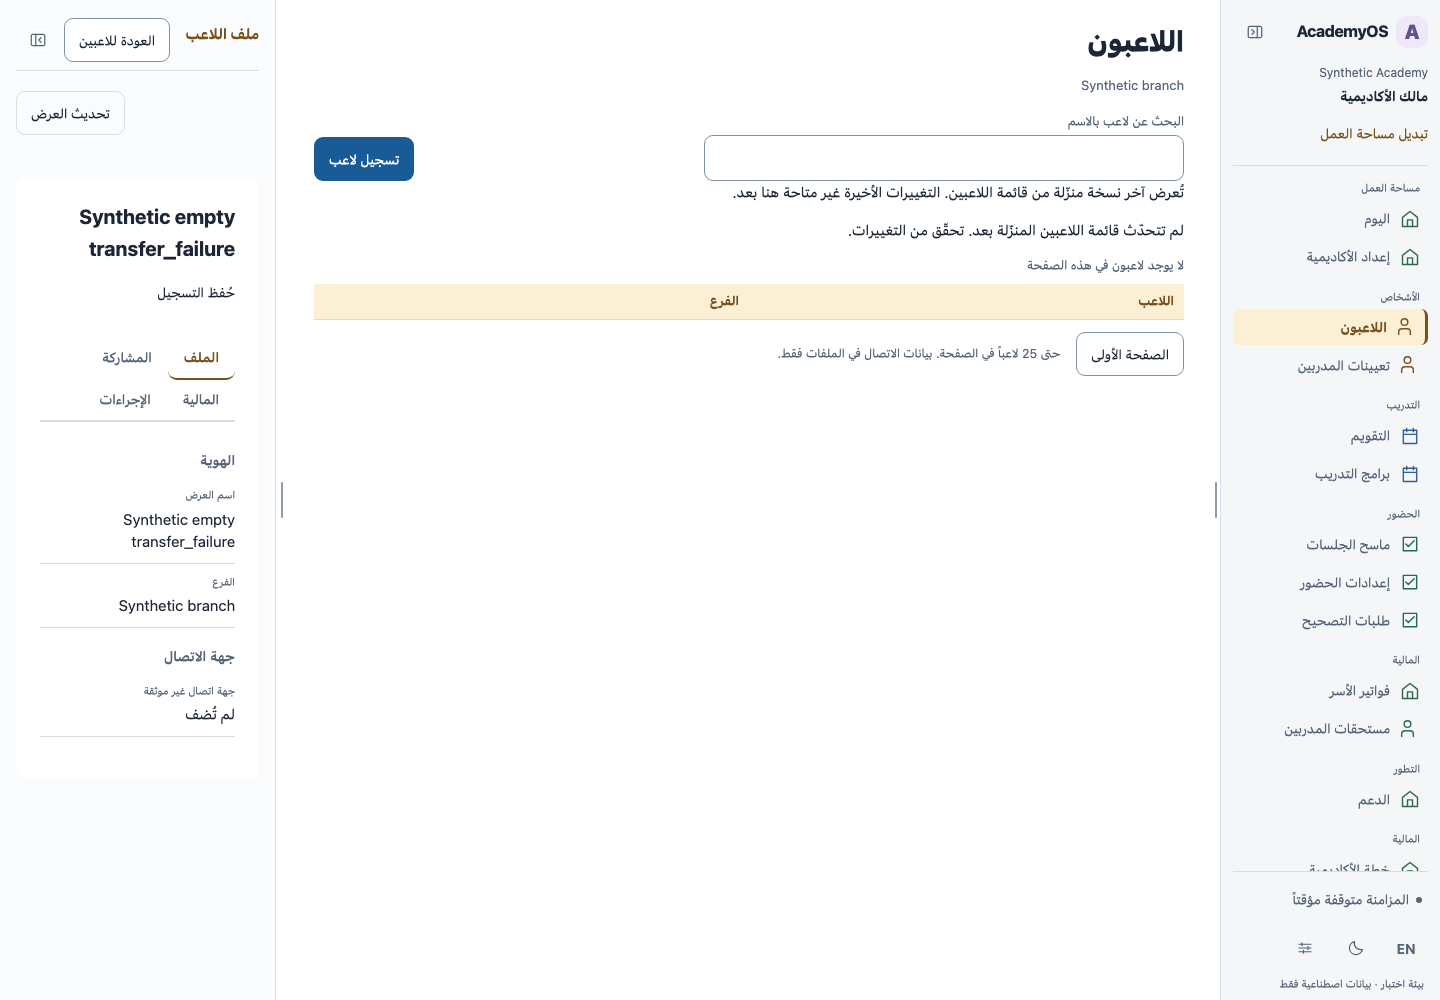 A AcademyOS
Synthetic Academy
مالك الأكاديمية
تبديل مساحة العمل
مساحة العمل
اليوم
إعداد الأكاديمية
الأشخاص
اللاعبون
تعيينات المدربين
التدريب
التقويم
برامج التدريب
الحضور
ماسح الجلسات
إعدادات الحضور
طلبات التصحيح
المالية
فواتير الأسر
مستحقات المدربين
التطور
الدعم
المالية
خطة الأكاديمية
المزامنة متوقفة مؤقتاً
EN
بيئة اختبار · بيانات اصطناعية فقط
اللاعبون
Synthetic branch
البحث عن لاعب بالاسم
تسجيل لاعب
تُعرض آخر نسخة منزّلة من قائمة اللاعبين. التغييرات الأخيرة غير متاحة هنا بعد.
لم تتحدّث قائمة اللاعبين المنزّلة بعد. تحقّق من التغييرات.
لا يوجد لاعبون في هذه الصفحة
اللاعب الفرع
الصفحة الأولى حتى 25 لاعباً في الصفحة. بيانات الاتصال في الملفات فقط.
ملف اللاعب العودة للاعبين
تحديث العرض
Synthetic empty
transfer_failure
حُفظ التسجيل
الملف المشاركة
المالية الإجراءات
الهوية
اسم العرض
Synthetic empty
transfer_failure
الفرع
Synthetic branch
جهة الاتصال
جهة اتصال غير موثقة
لم تُضف